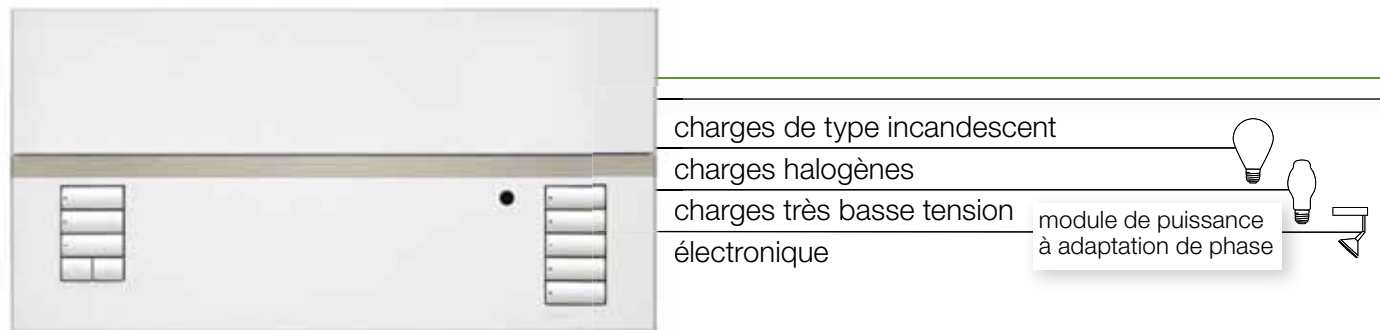 charges de type incandescent
charges halogènes
charges très basse tension
électronique
module de puissance
à adaptation de phase